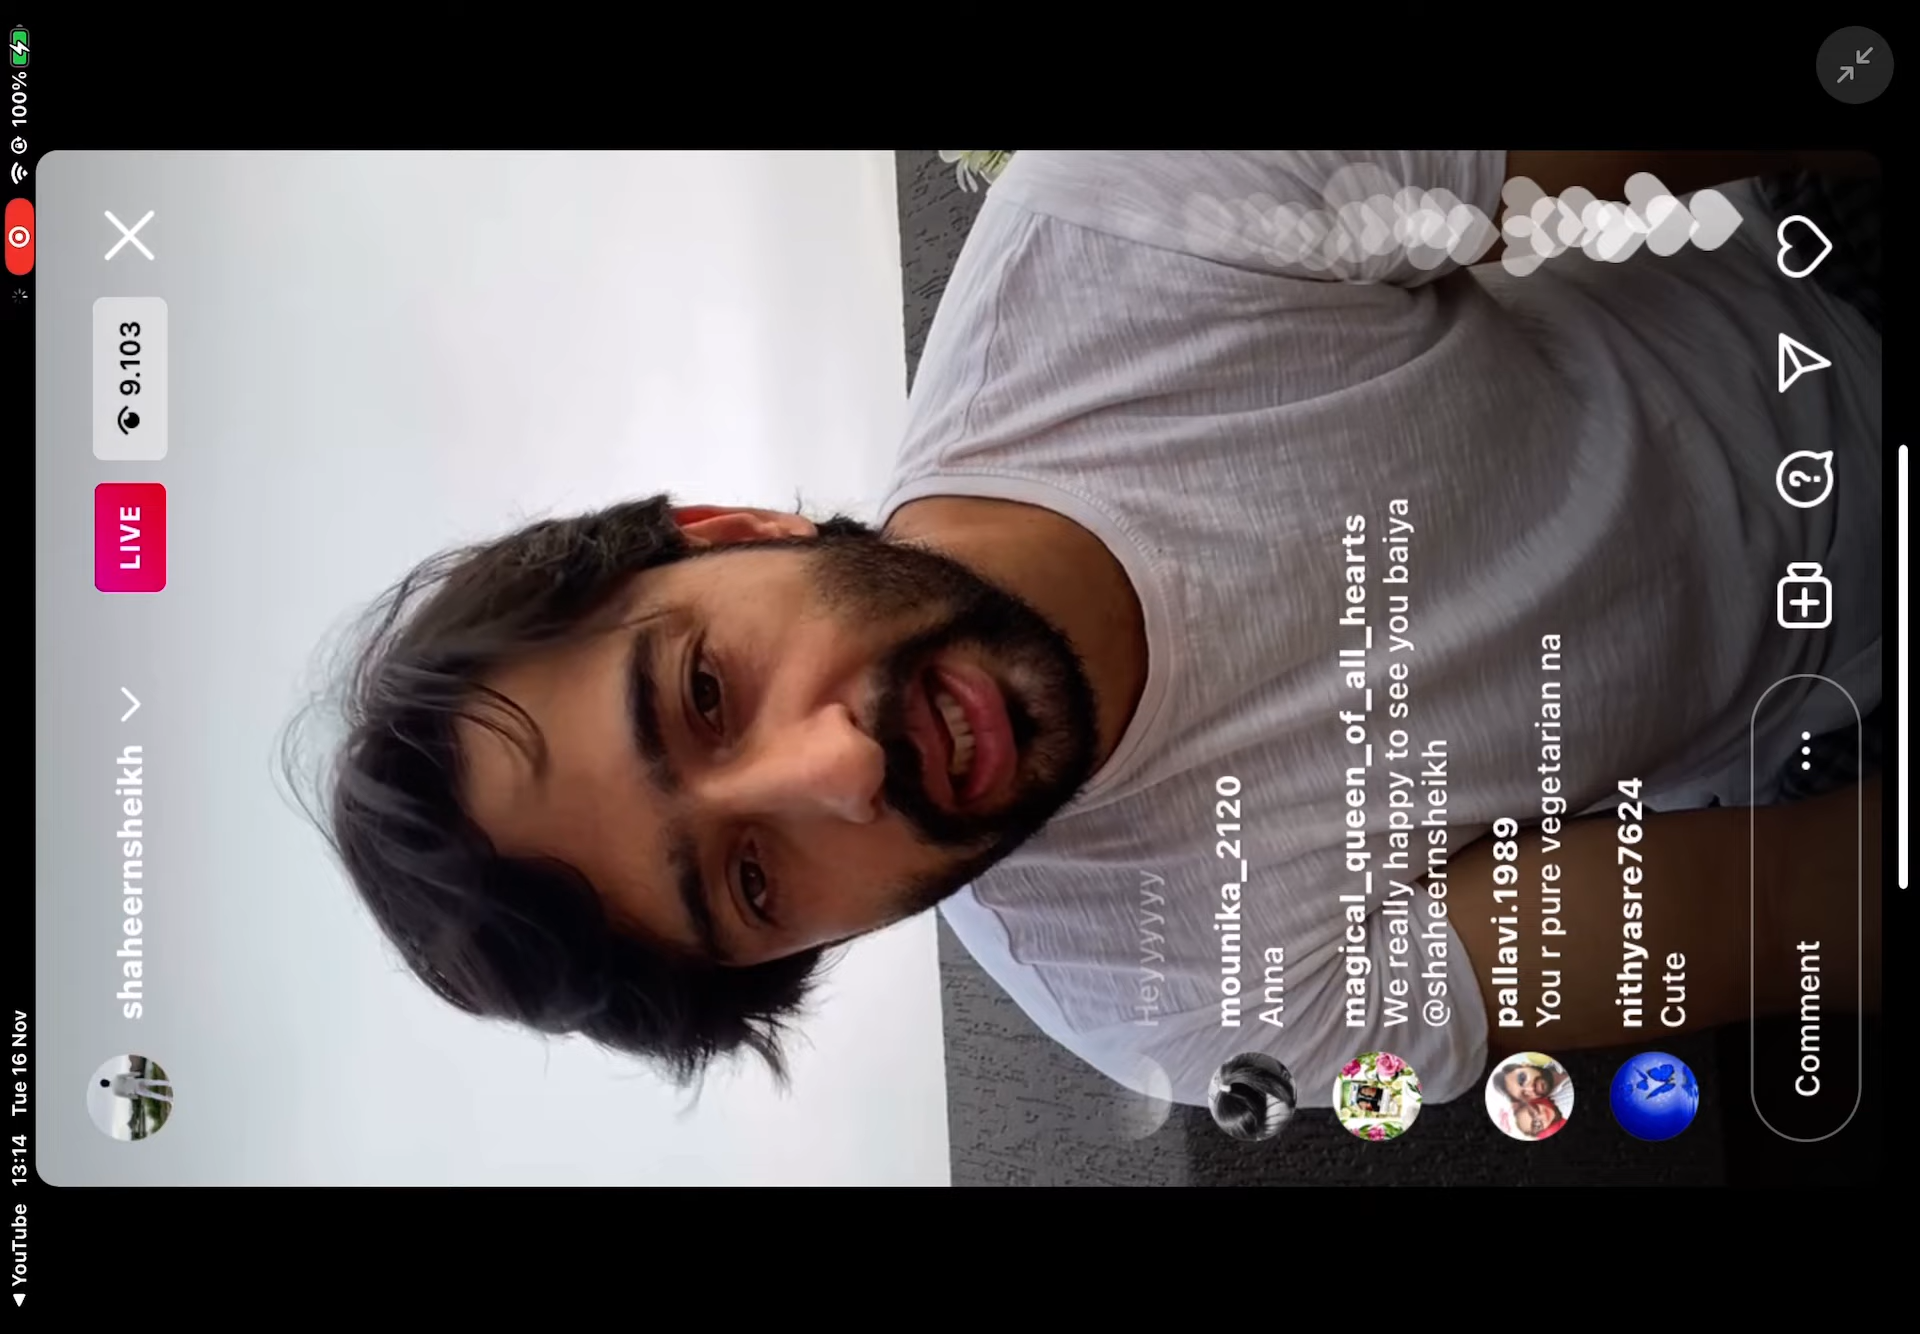 YouTube 13:14 Tue 16 Nov 100%
shaheernsheikh LIVE 9.103
Heyyyyyyy
mounika_2120
Anna
magical_queen_of_all_hearts
We really happy to see you baiya
@shaheernsheikh
pallavi.1989
You r pure vegetarian na
nithyasre7624
Cute
Comment